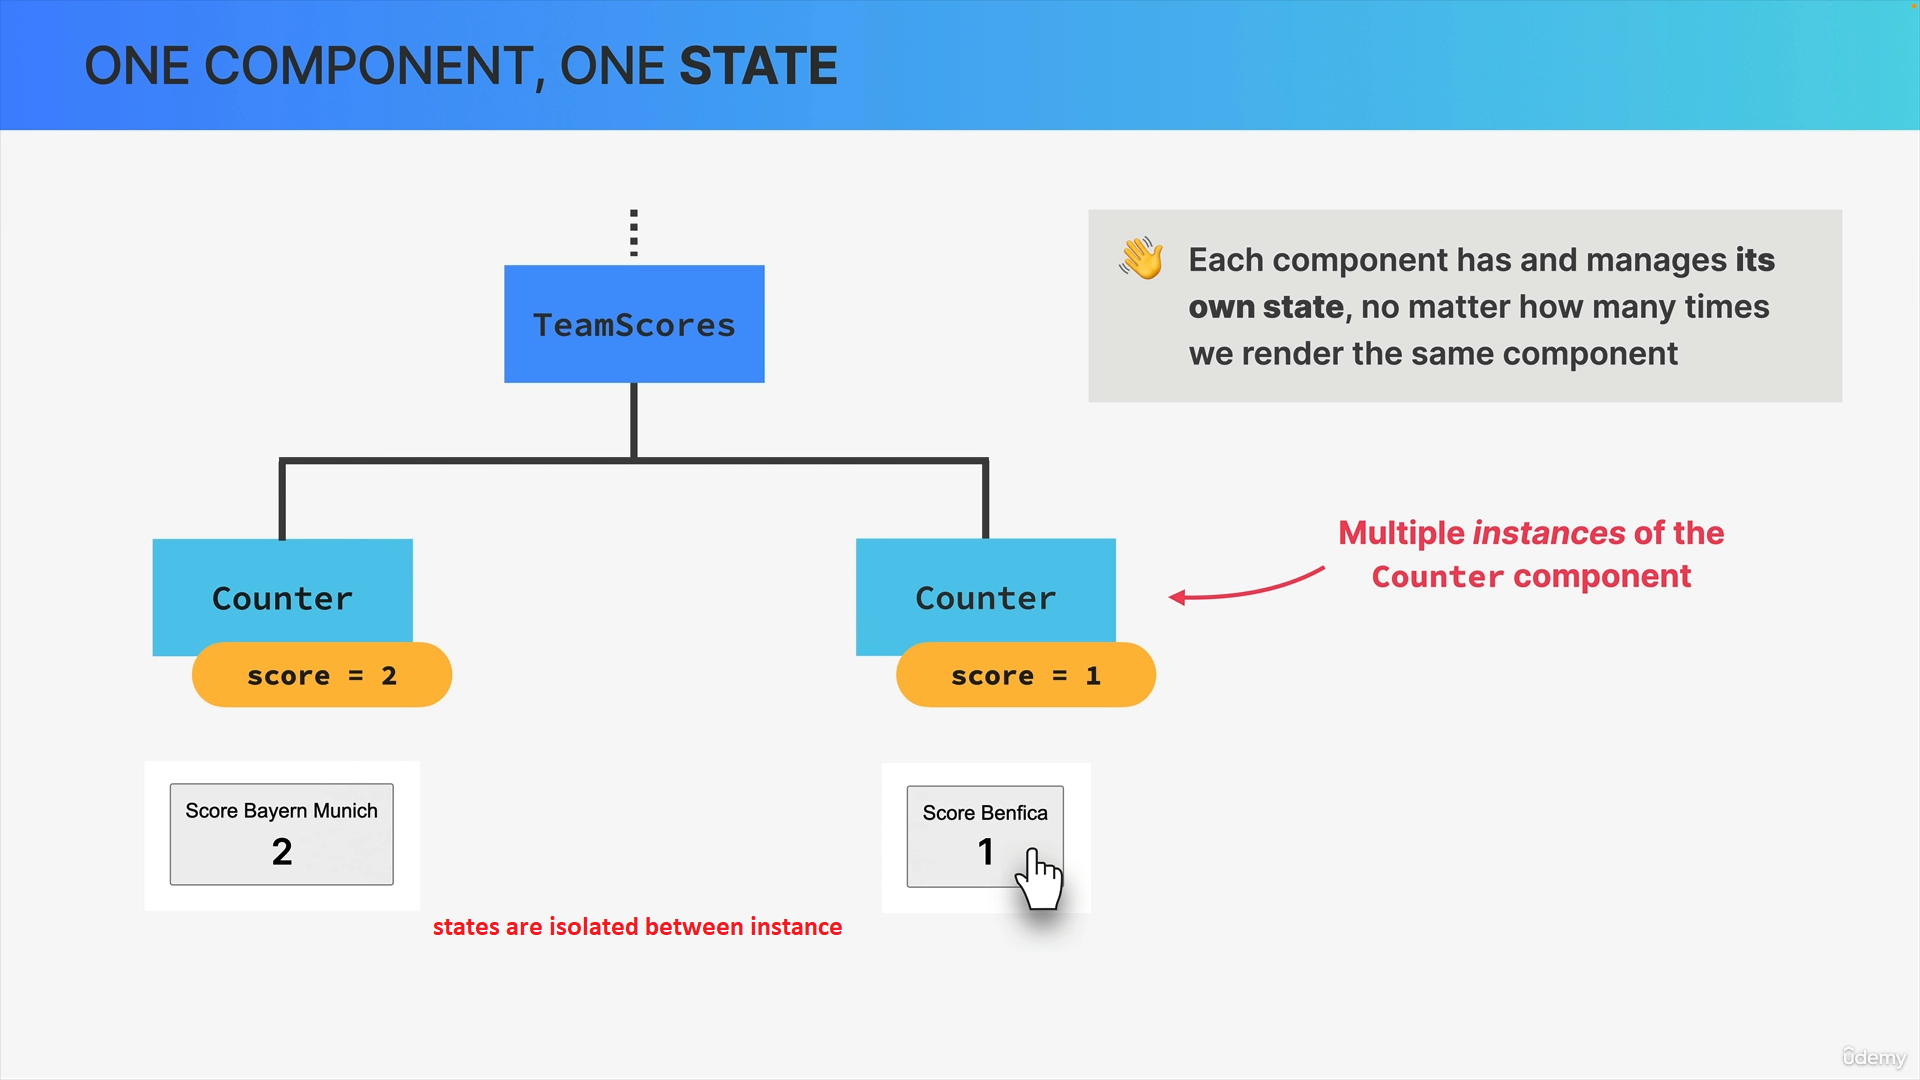 ONE COMPONENT, ONE STATE
TeamScores
👋 Each component has and manages its
own state, no matter how many times
we render the same component
Counter
score = 2
Counter
score = 1
Multiple instances of the
Counter component
Score Bayern Munich
2
Score Benfica
1
states are isolated between instance
ûdemy